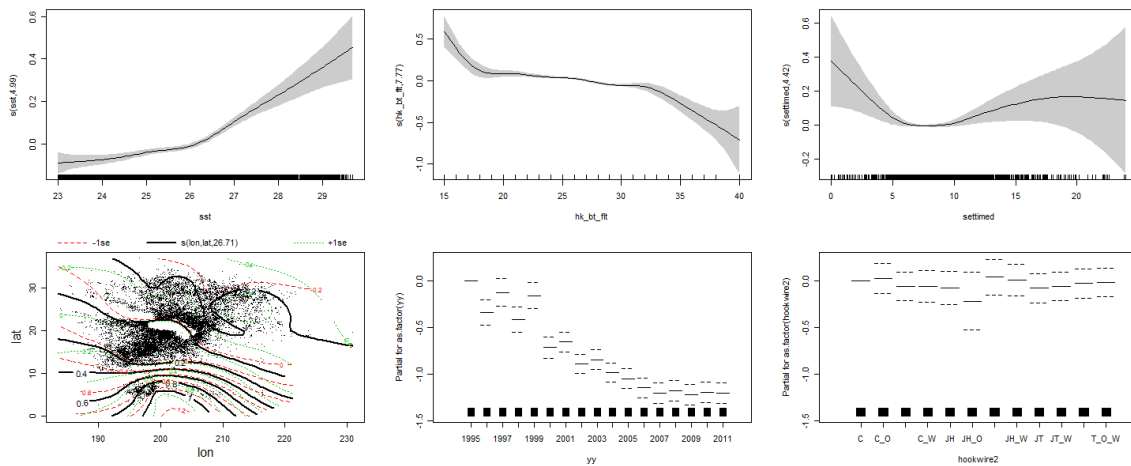 s(sst,4.99)
0.6
0.4
0.2
0.0
23 24 25 26 27 28 29
sst
s(hk_bt_flt,7.77)
0.5
0.0
-0.5
-1.0
15 20 25 30 35 40
hk_bt_flt
s(settimed,4.42)
0.6
0.4
0.2
0.0
-0.2
0 5 10 15 20
settimed
-1se s(lon,lat,26.71) +1se
lat
30
20
10
0
0.2
0.4
0.6
0.8
190 200 210 220 230
lon
Partial for as.factor(yy)
0.0
-0.5
-1.0
-1.5
1995 1997 1999 2001 2003 2005 2007 2009 2011
yy
Partial for as.factor(hookwire2)
0.0
-0.5
-1.0
-1.5
C C_O C_W JH JH_O JH_W JT JT_W T_O_W
hookwire2